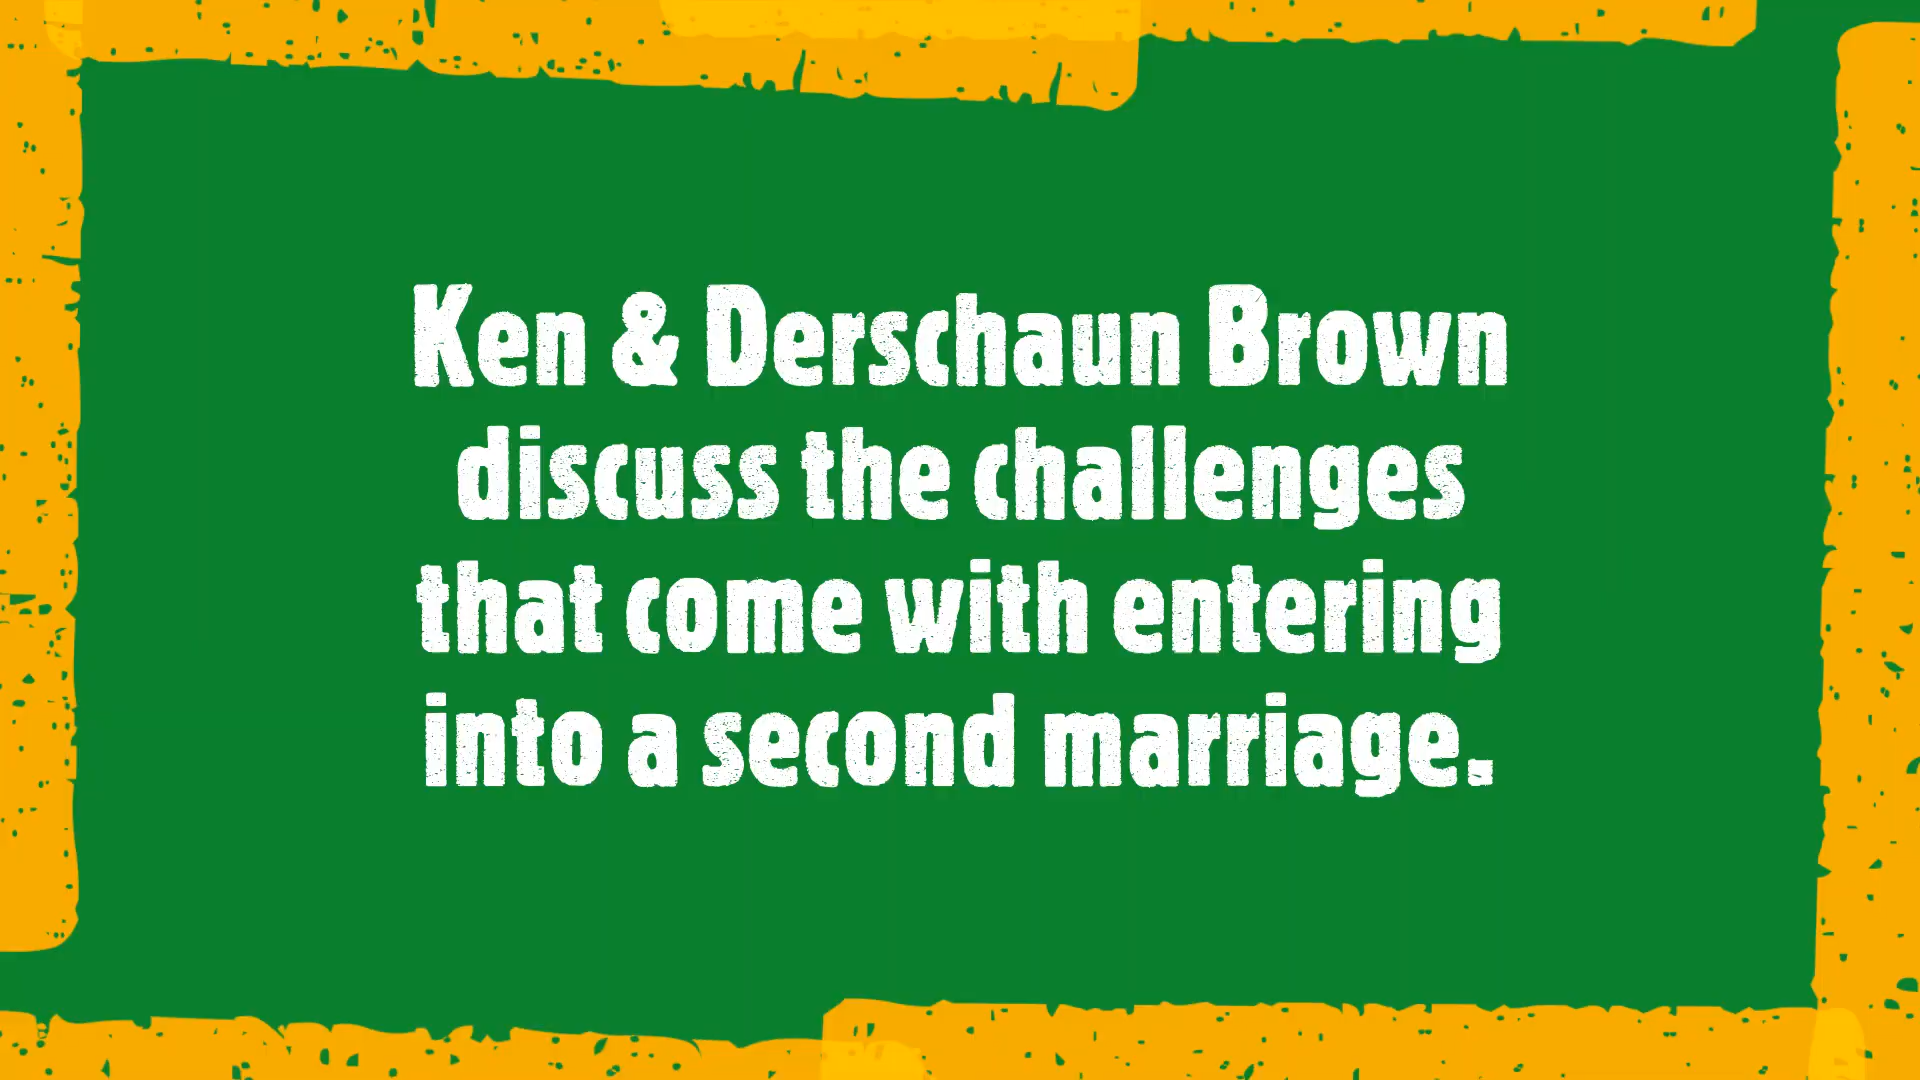 Ken & Derschaun Brown
discuss the challenges
that come with entering
into a second marriage.